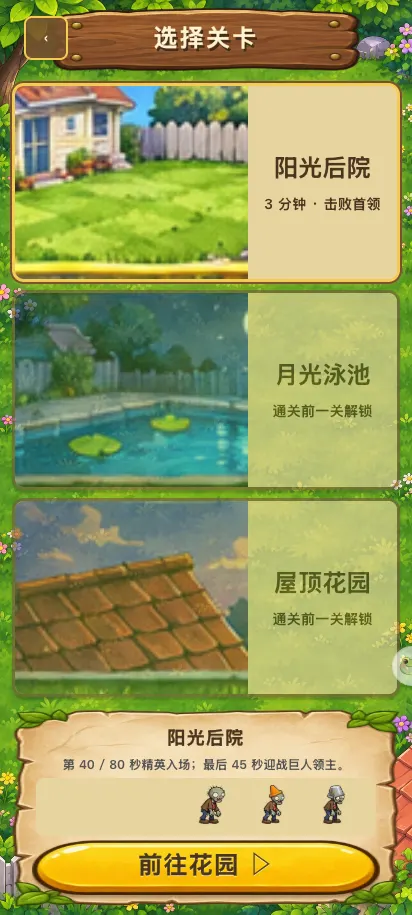 选择关卡
阳光后院
3 分钟 · 击败首领
月光泳池
通关前一关解锁
屋顶花园
通关前一关解锁
阳光后院
第 40 / 80 秒精英入场；最后 45 秒迎战巨人领主。
前往花园 ▷